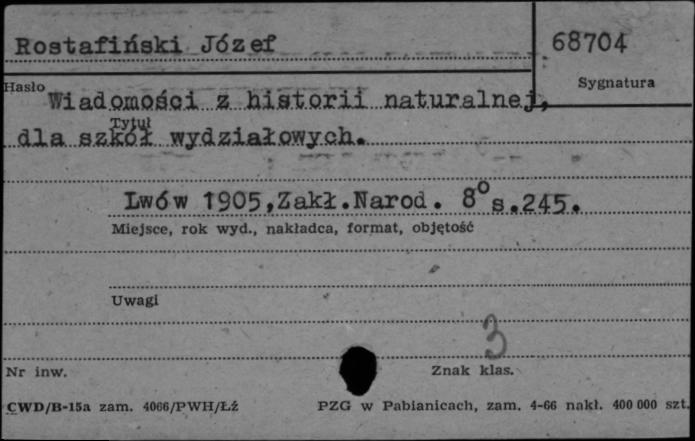 Rostafiński Józef
68704
Hasło
Sygnatura
Wiadomości z historii naturalnej,
Tytuł
dla szkół wydziałowych.
Lwów 1905,Zakł.Narod. 8° s.245.
Miejsce, rok wyd., nakładca, format, objętość
Uwagi
3
Nr inw.
Znak klas.
CWD/B-15a zam. 4066/PWH/Łź
PZG w Pabianicach, zam. 4-66 nakł. 400 000 szt.